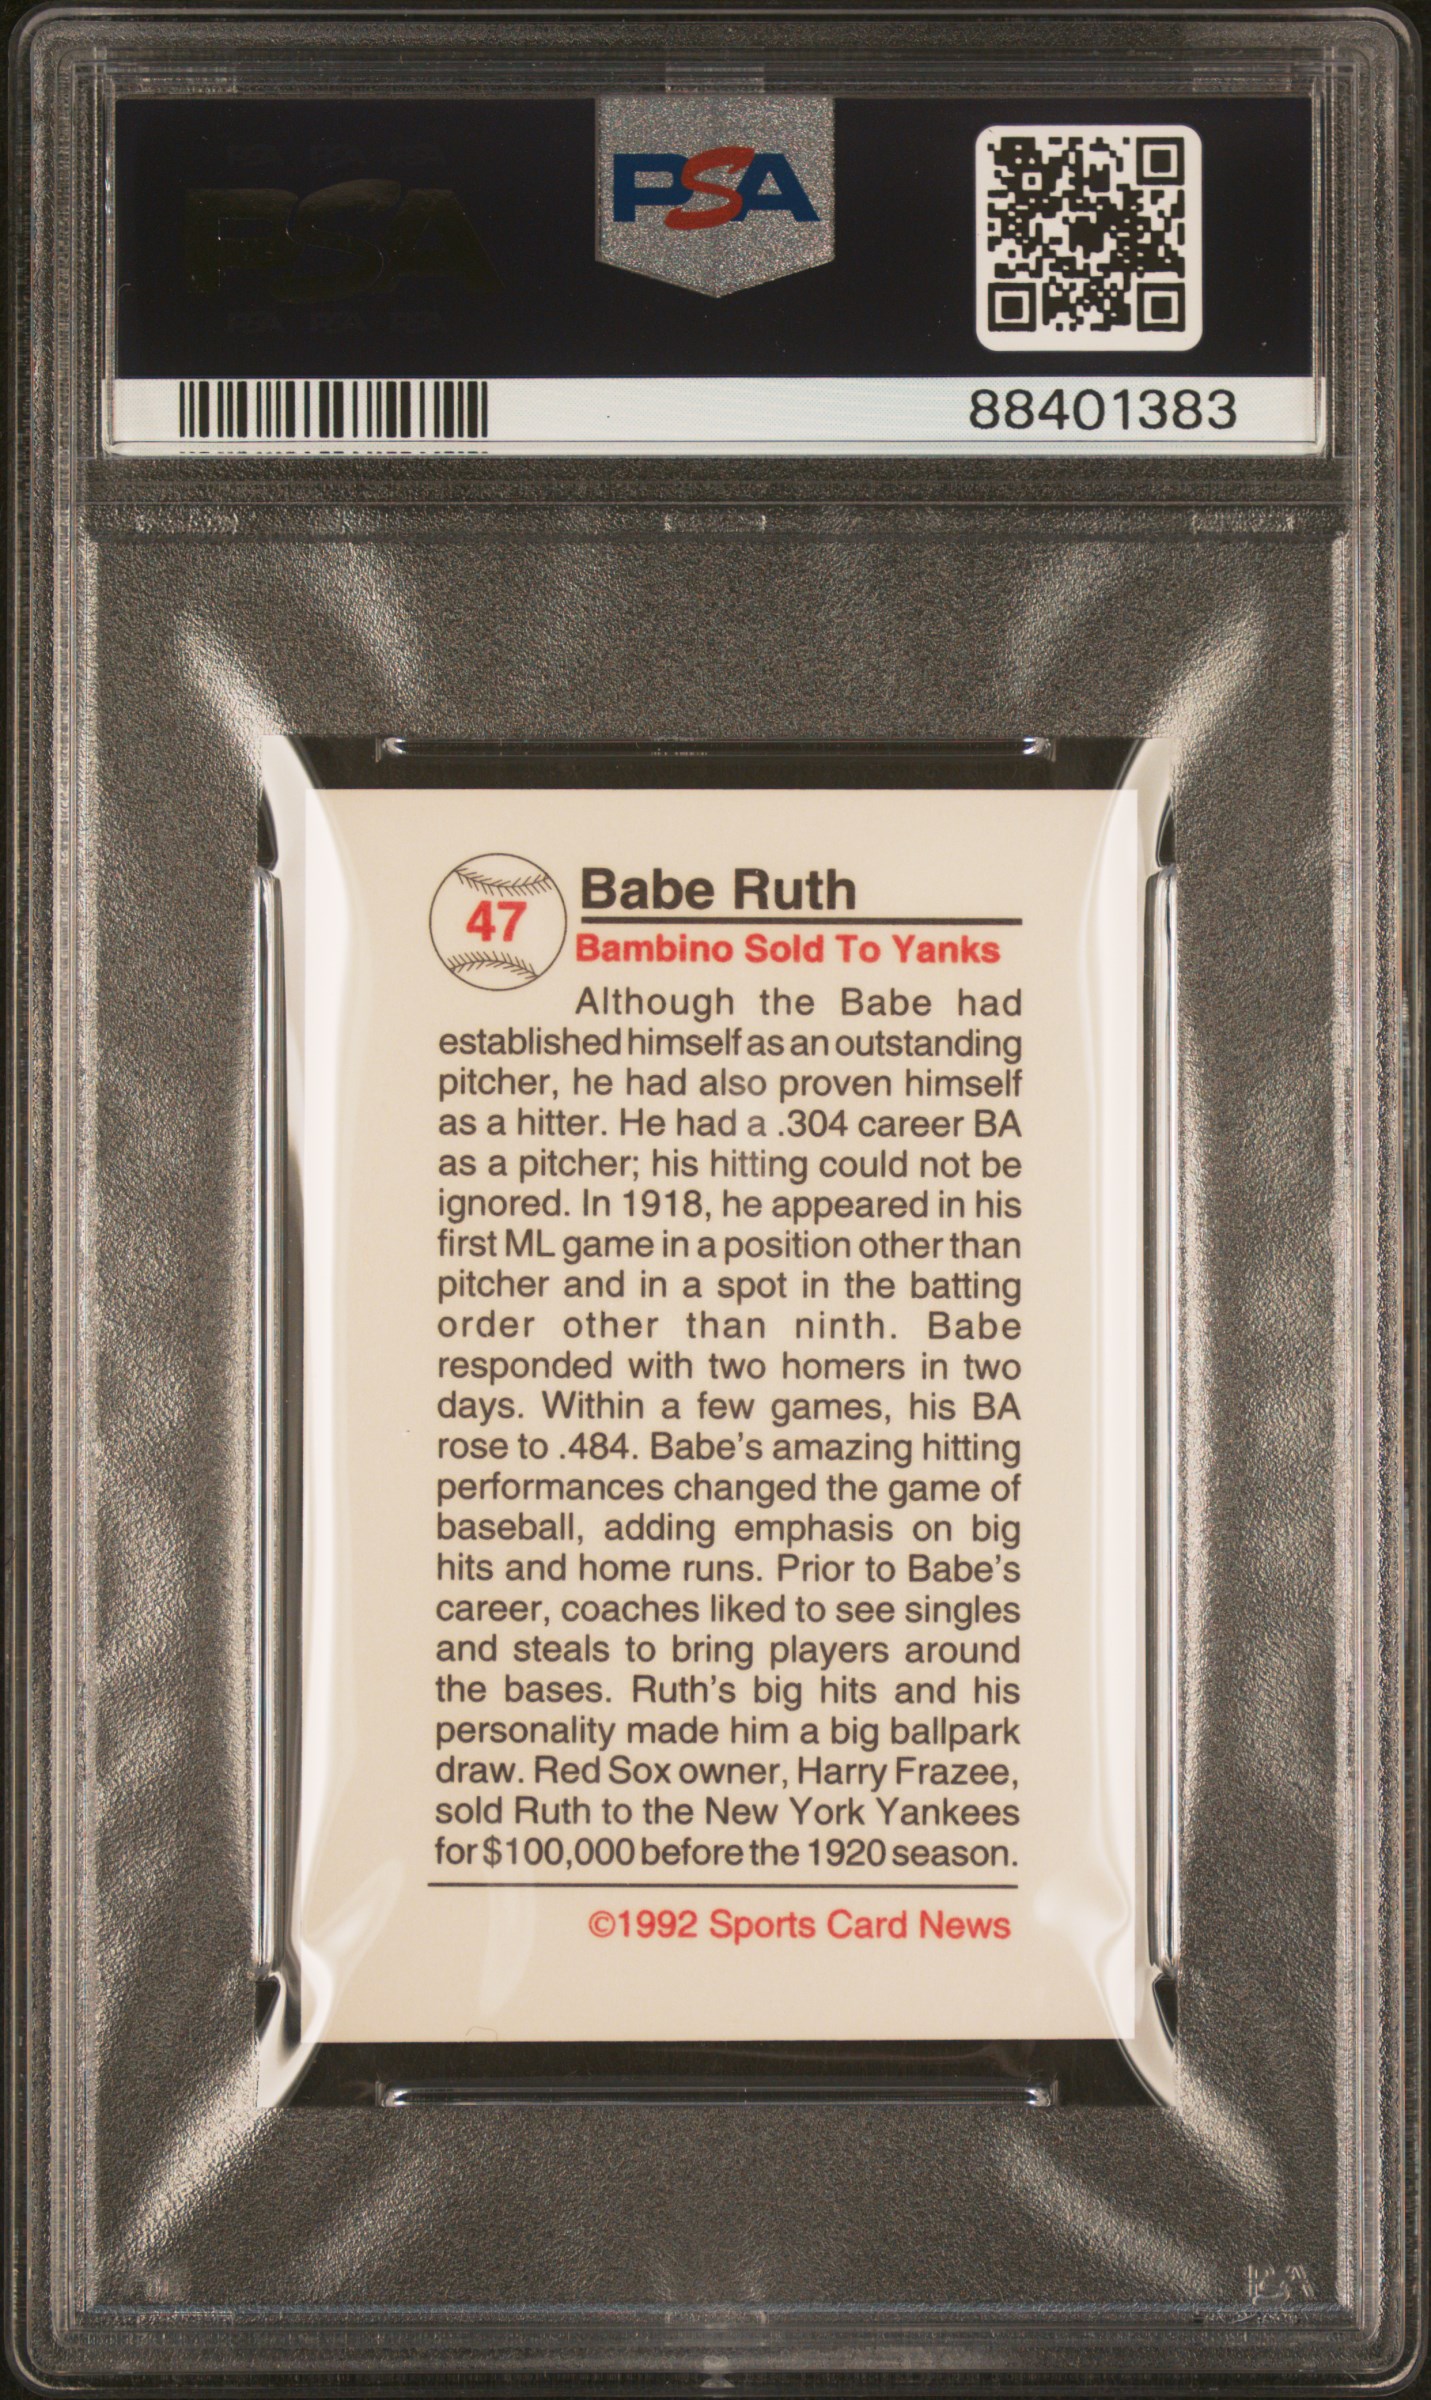 PSA
PSA
88401383
47
Babe Ruth
Bambino Sold To Yanks
Although the Babe had
established himself as an outstanding
pitcher, he had also proven himself
as a hitter. He had a .304 career BA
as a pitcher; his hitting could not be
ignored. In 1918, he appeared in his
first ML game in a position other than
pitcher and in a spot in the batting
order other than ninth. Babe
responded with two homers in two
days. Within a few games, his BA
rose to .484. Babe's amazing hitting
performances changed the game of
baseball, adding emphasis on big
hits and home runs. Prior to Babe's
career, coaches liked to see singles
and steals to bring players around
the bases. Ruth's big hits and his
personality made him a big ballpark
draw. Red Sox owner, Harry Frazee,
sold Ruth to the New York Yankees
for $100,000 before the 1920 season.
©1992 Sports Card News
PSA